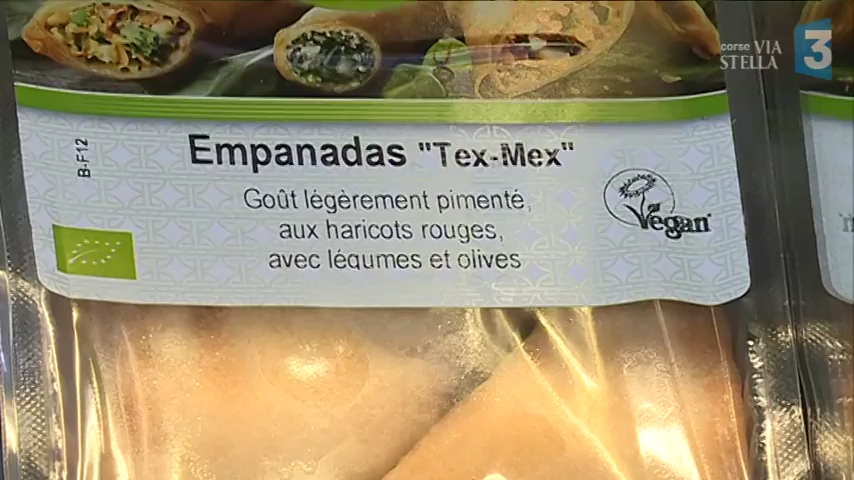 corse VIA
STELLA 3
B-F12
Empanadas "Tex-Mex"
Goût légèrement pimenté,
aux haricots rouges,
avec légumes et olives
Vegan